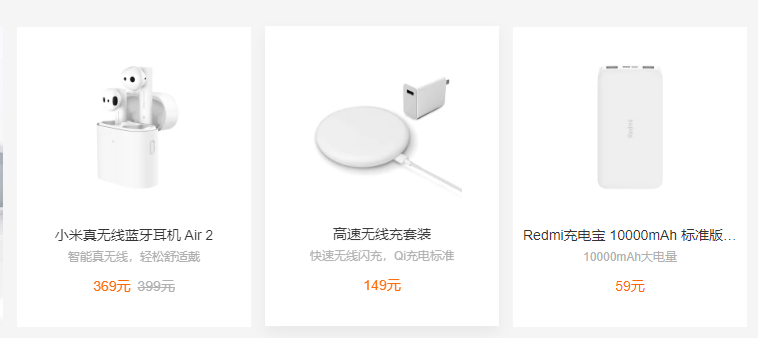 小米真无线蓝牙耳机 Air 2
智能真无线，轻松舒适戴
369元 399元
高速无线充套装
快速无线闪充，Qi充电标准
149元
Redmi
Redmi充电宝 10000mAh 标准版…
10000mAh大电量
59元